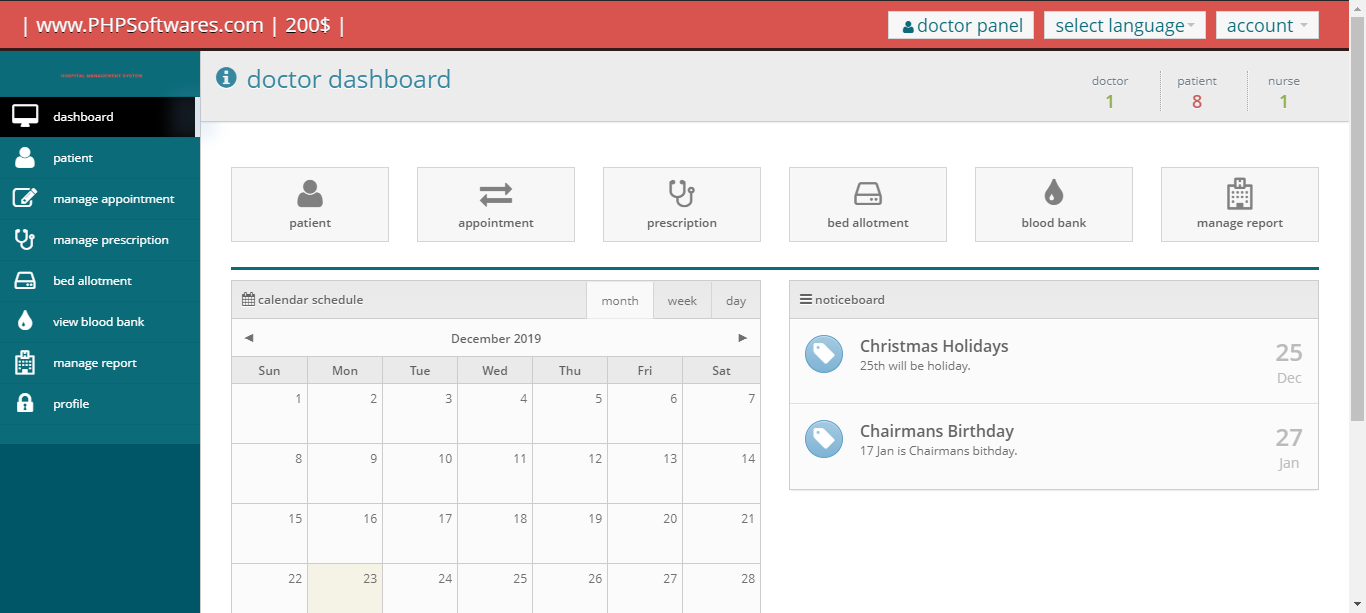 | www.PHPSoftwares.com | 200$ |
doctor panel
select language
account
HOSPITAL MANAGEMENT SYSTEM
dashboard
patient
manage appointment
manage prescription
bed allotment
view blood bank
manage report
profile
doctor dashboard
doctor patient nurse
1 8 1
patient appointment prescription bed allotment blood bank manage report
calendar schedule month week day
December 2019
Sun Mon Tue Wed Thu Fri Sat
1 2 3 4 5 6 7
8 9 10 11 12 13 14
15 16 17 18 19 20 21
22 23 24 25 26 27 28
noticeboard
Christmas Holidays
25th will be holiday.
25
Dec
Chairmans Birthday
17 Jan is Chairmans bithday.
27
Jan